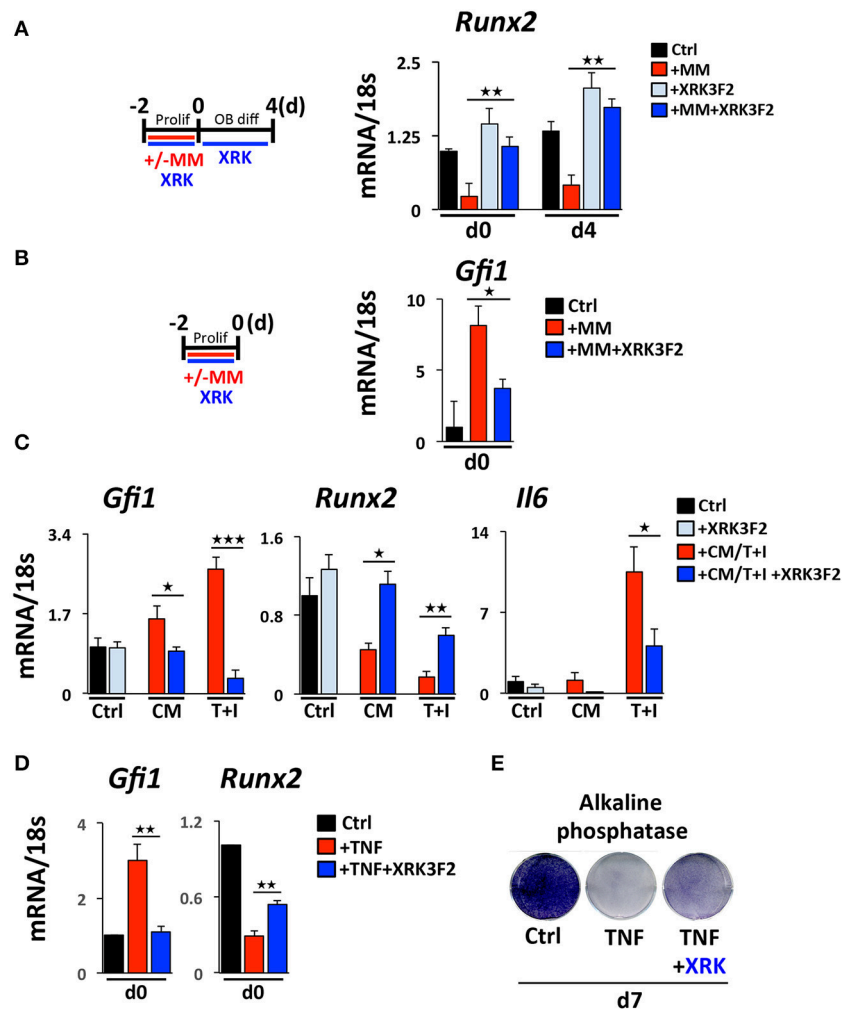 A
Runx2
-2 0 4(d)
Prolif OB diff
+/-MM XRK
XRK
mRNA/18s
2.5
1.25
0
★★ ★★
d0 d4
Ctrl
+MM
+XRK3F2
+MM+XRK3F2
B
Gfi1
-2 0 (d)
Prolif
+/-MM
XRK
mRNA/18s
10
5
0
★
d0
Ctrl
+MM
+MM+XRK3F2
C
Gfi1 Runx2 Il6
mRNA/18s
3.4
1.7
0
★ ★★★
Ctrl CM T+I
1.6
0.8
0
★ ★★
Ctrl CM T+I
14
7
0
★
Ctrl CM T+I
Ctrl
+XRK3F2
+CM/T+I
+CM/T+I +XRK3F2
D
Gfi1 Runx2
mRNA/18s
4
2
0
★★
d0
1.2
0.6
0
★★
d0
Ctrl
+TNF
+TNF+XRK3F2
E
Alkaline
phosphatase
Ctrl TNF TNF
+XRK
d7